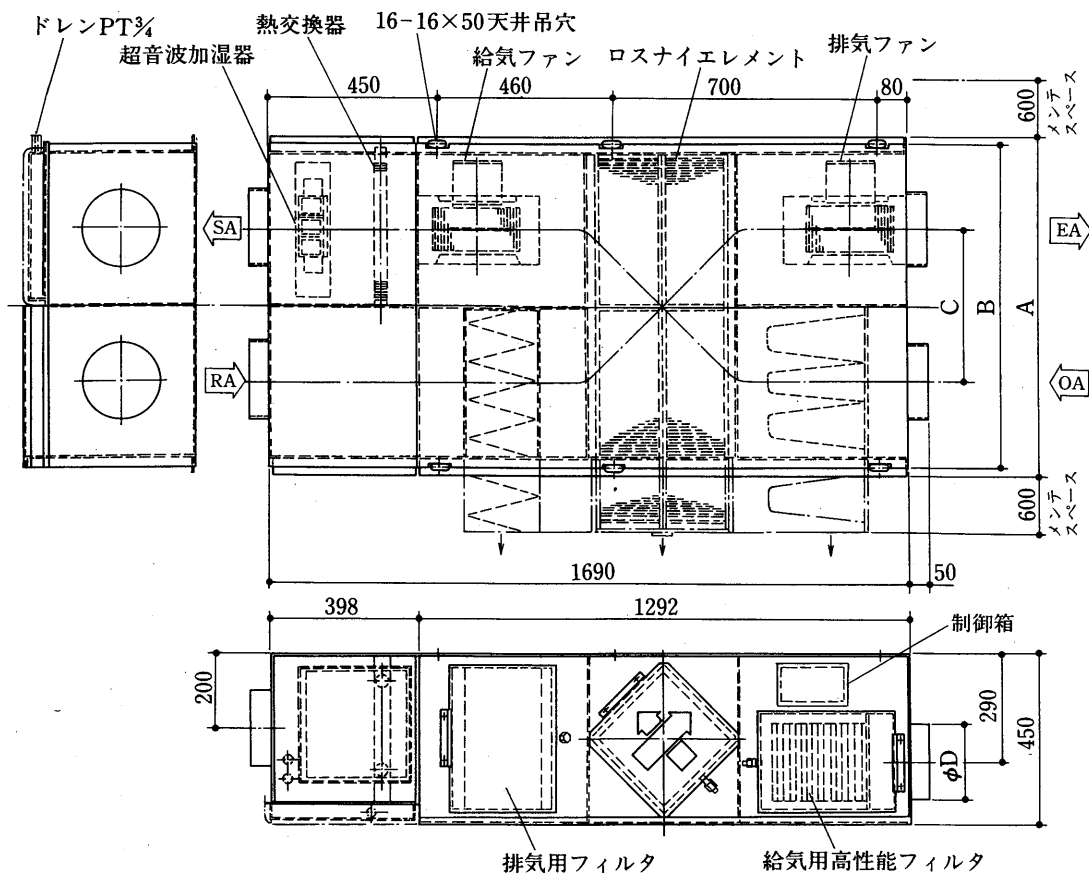 ドレンPT¾
熱交換器
16-16×50天井吊穴
超音波加湿器
給気ファン
ロスナイエレメント
排気ファン
450
460
700
80
600
メンテ
スペース
SA
EA
C
B
A
RA
OA
600
メンテ
スペース
1690
50
398
1292
制御箱
200
290
450
φD
排気用フィルタ
給気用高性能フィルタ